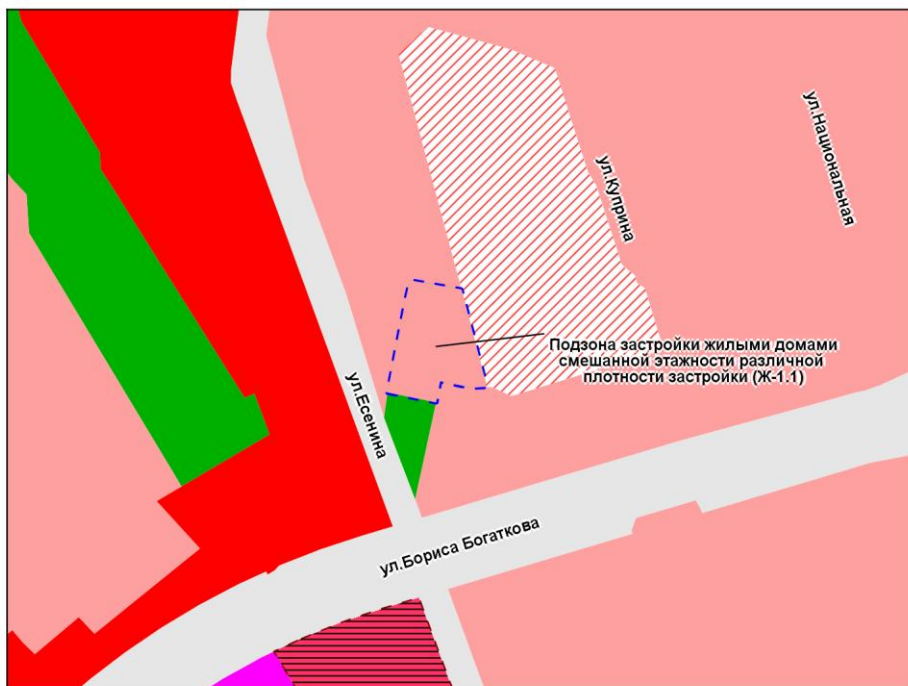 ул.Национальная
ул.Куприна
Подзона застройки жилыми домами
смешанной этажности различной
плотности застройки (Ж-1.1)
ул.Есенина
ул.Бориса Богаткова